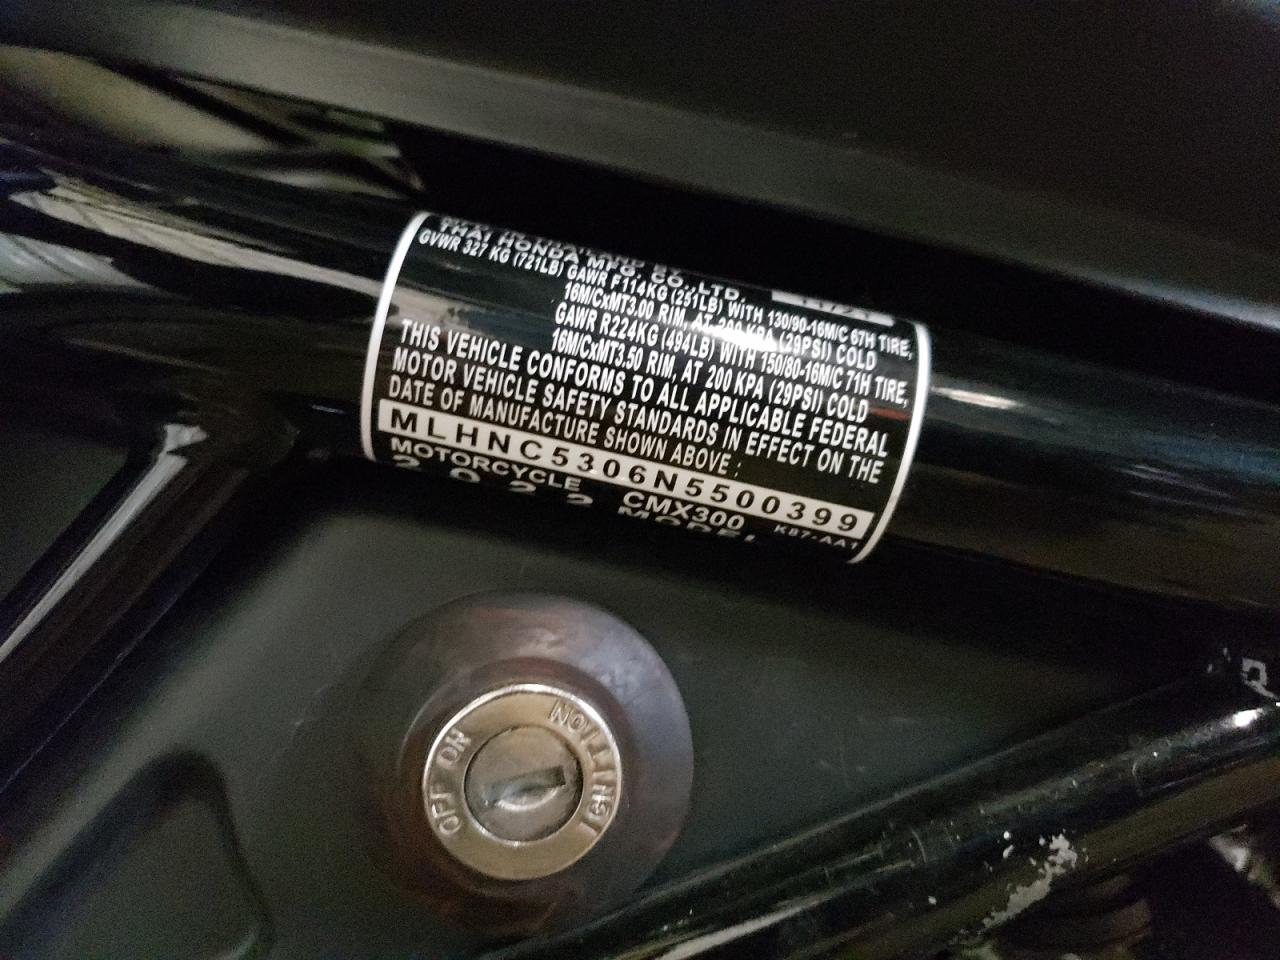 THAI HONDA MFG. CO.,LTD.
11/21
GVWR 327 KG (721LB) GAWR F114KG (251LB) WITH 130/90-16M/C 67H TIRE,
16M/CxMT3.00 RIM, AT 200 KPA (29PSI) COLD
GAWR R224KG (494LB) WITH 150/80-16M/C 71H TIRE,
16M/CxMT3.50 RIM, AT 200 KPA (29PSI) COLD
THIS VEHICLE CONFORMS TO ALL APPLICABLE FEDERAL
MOTOR VEHICLE SAFETY STANDARDS IN EFFECT ON THE
DATE OF MANUFACTURE SHOWN ABOVE :
MLHNC5306N5500399
MOTORCYCLE CMX300 K87-AA1
2022 MODEL
OFF ON IGNITION